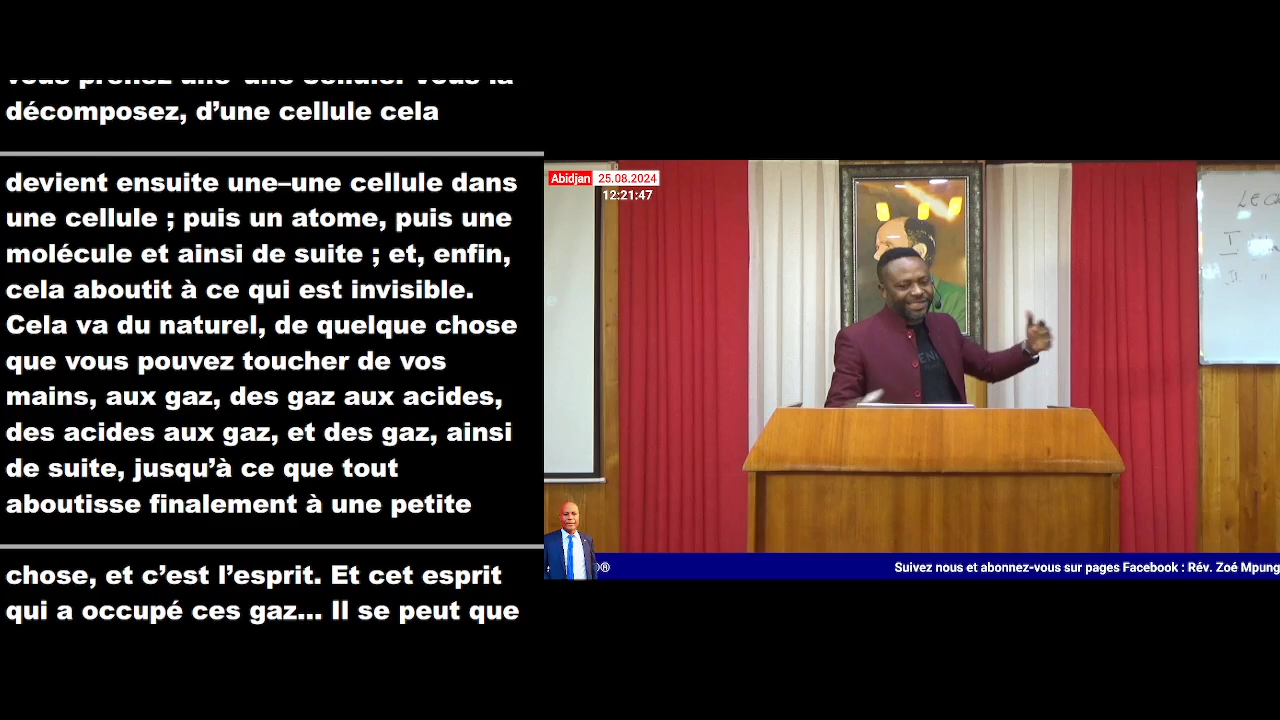 décomposez, d’une cellule cela
devient ensuite une–une cellule dans
une cellule ; puis un atome, puis une
molécule et ainsi de suite ; et, enfin,
cela aboutit à ce qui est invisible.
Cela va du naturel, de quelque chose
que vous pouvez toucher de vos
mains, aux gaz, des gaz aux acides,
des acides aux gaz, et des gaz, ainsi
de suite, jusqu’à ce que tout
aboutisse finalement à une petite
chose, et c’est l’esprit. Et cet esprit
qui a occupé ces gaz... Il se peut que
Abidjan 25.08.2024
12:21:47
I
II
Suivez nous et abonnez-vous sur pages Facebook : Rév. Zoé Mpung